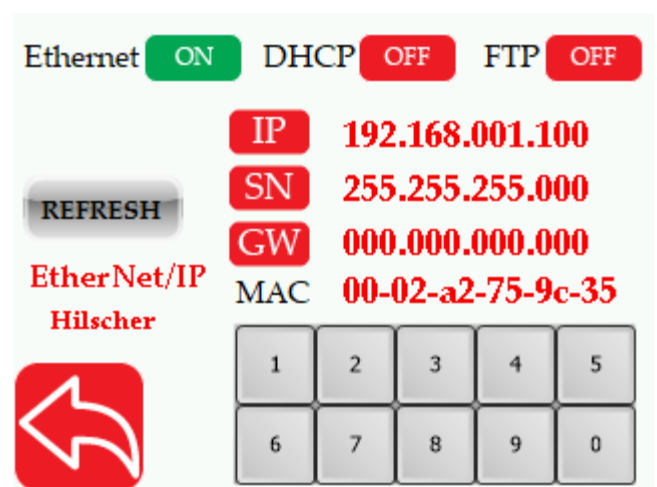 Ethernet ON DHCP OFF FTP OFF
IP 192.168.001.100
SN 255.255.255.000
REFRESH
GW 000.000.000.000
EtherNet/IP
MAC 00-02-a2-75-9c-35
Hilscher
1 2 3 4 5
6 7 8 9 0